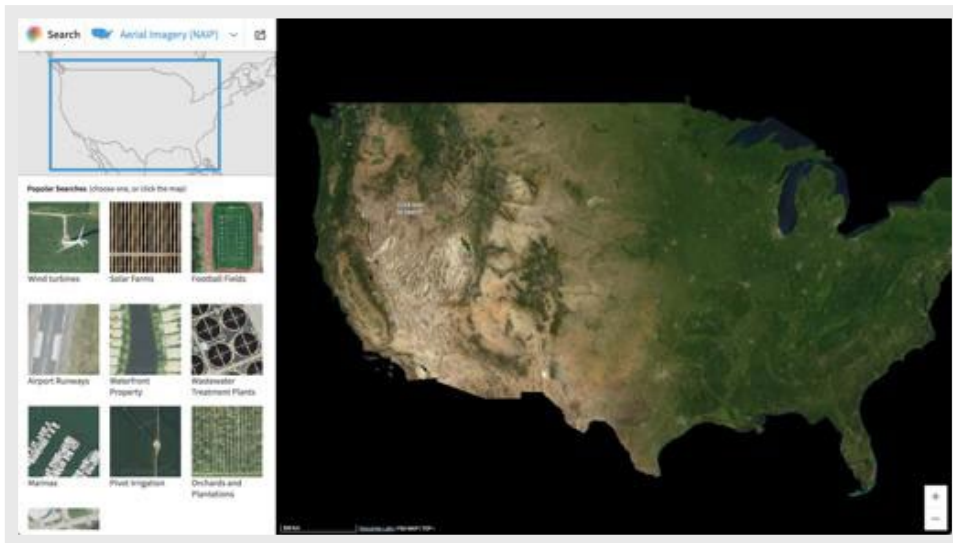 Search Aerial Imagery (NAIP)
Popular Searches (choose one, or click the map)
Wind turbines Solar Farms Football Fields
Airport Runways Waterfront Property Wastewater Treatment Plants
Marinas Pivot Irrigation Orchards and Plantations